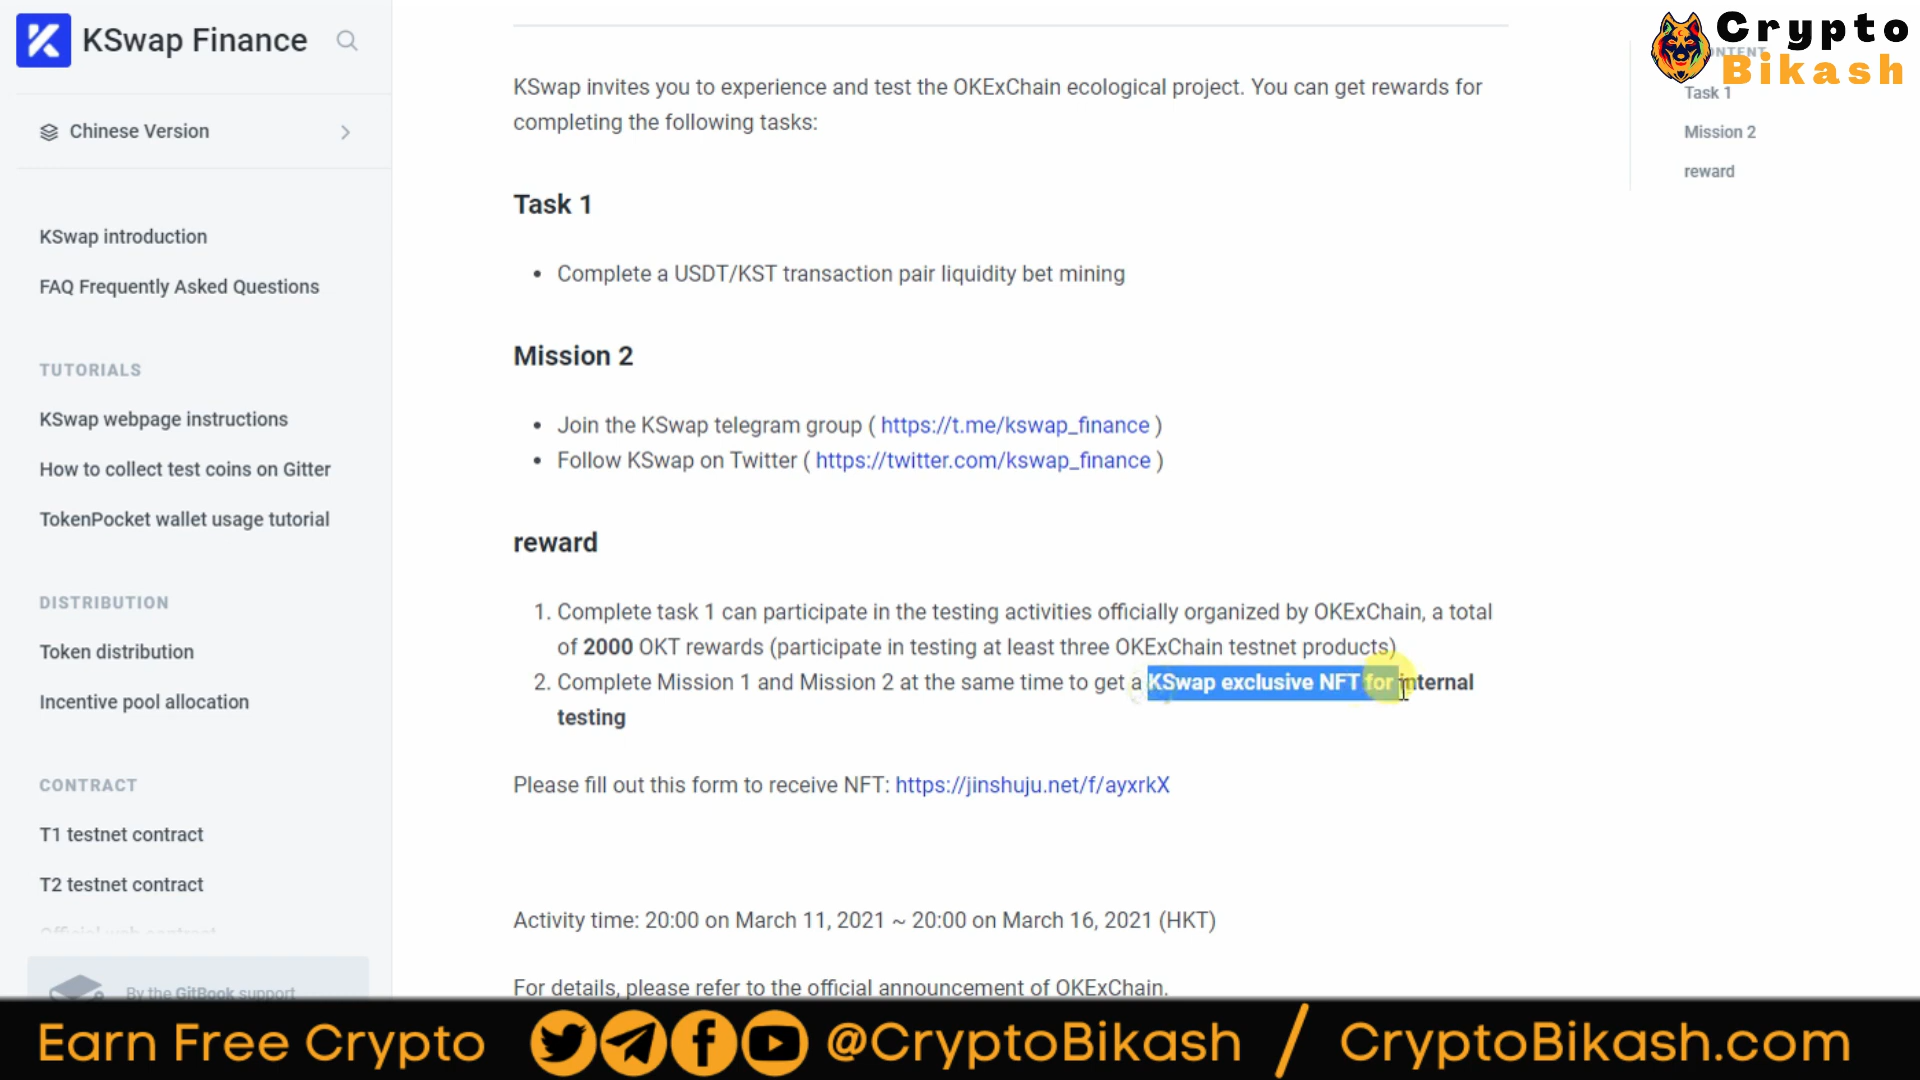 KSwap Finance
Chinese Version
KSwap introduction
FAQ Frequently Asked Questions
TUTORIALS
KSwap webpage instructions
How to collect test coins on Gitter
TokenPocket wallet usage tutorial
DISTRIBUTION
Token distribution
Incentive pool allocation
CONTRACT
T1 testnet contract
T2 testnet contract
Official web contract
By the GitBook support
KSwap invites you to experience and test the OKExChain ecological project. You can get rewards for
completing the following tasks:
Task 1
• Complete a USDT/KST transaction pair liquidity bet mining
Mission 2
• Join the KSwap telegram group ( https://t.me/kswap_finance )
• Follow KSwap on Twitter ( https://twitter.com/kswap_finance )
reward
1. Complete task 1 can participate in the testing activities officially organized by OKExChain, a total
of 2000 OKT rewards (participate in testing at least three OKExChain testnet products)
2. Complete Mission 1 and Mission 2 at the same time to get a KSwap exclusive NFT for internal
testing
Please fill out this form to receive NFT: https://jinshuju.net/f/ayxrkX
Activity time: 20:00 on March 11, 2021 ~ 20:00 on March 16, 2021 (HKT)
For details, please refer to the official announcement of OKExChain.
Crypto
Bikash
Task 1
Mission 2
reward
Earn Free Crypto @CryptoBikash / CryptoBikash.com